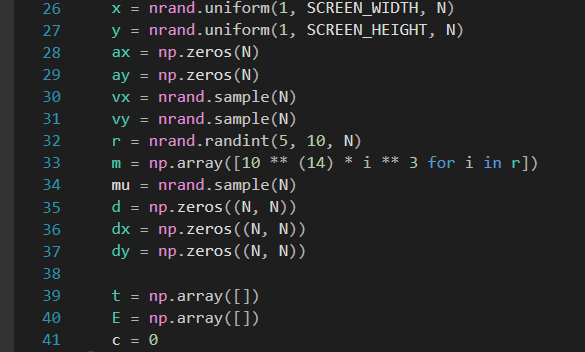 26 x = nrand.uniform(1, SCREEN_WIDTH, N)
27 y = nrand.uniform(1, SCREEN_HEIGHT, N)
28 ax = np.zeros(N)
29 ay = np.zeros(N)
30 vx = nrand.sample(N)
31 vy = nrand.sample(N)
32 r = nrand.randint(5, 10, N)
33 m = np.array([10 ** (14) * i ** 3 for i in r])
34 mu = nrand.sample(N)
35 d = np.zeros((N, N))
36 dx = np.zeros((N, N))
37 dy = np.zeros((N, N))
38
39 t = np.array([])
40 E = np.array([])
41 c = 0